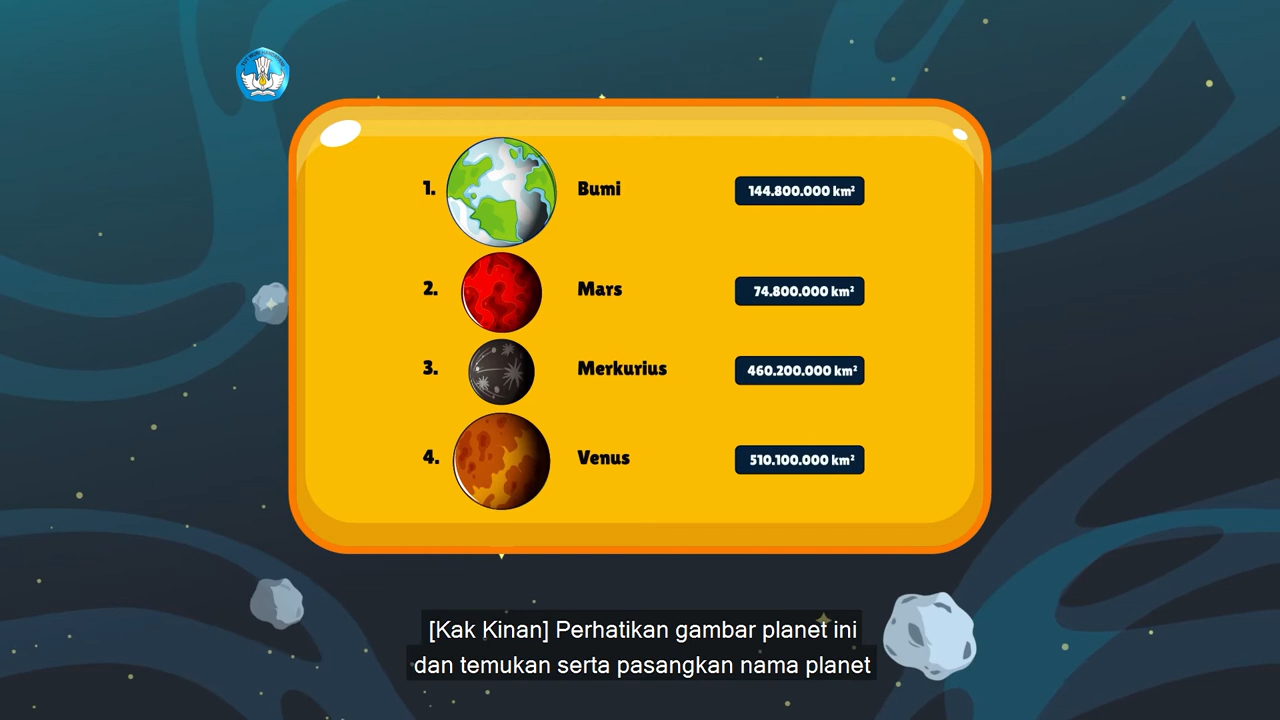 1. Bumi 144.800.000 km²
2. Mars 74.800.000 km²
3. Merkurius 460.200.000 km²
4. Venus 510.100.000 km²
[Kak Kinan] Perhatikan gambar planet ini
dan temukan serta pasangkan nama planet